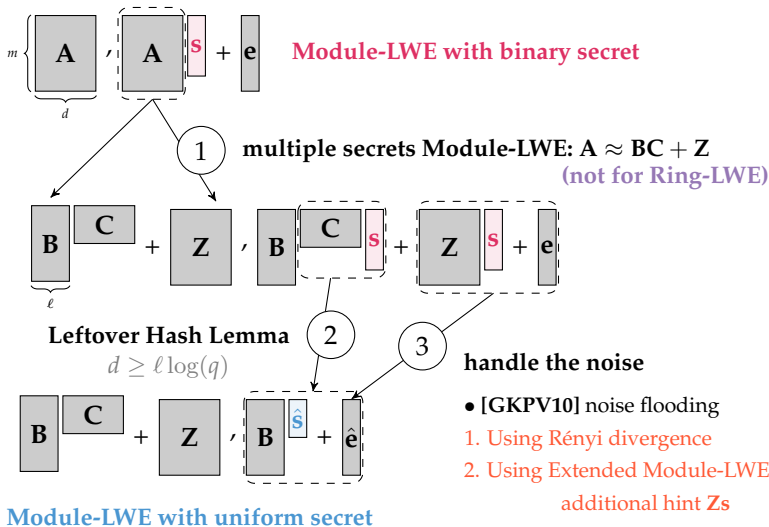 m A , A s + e Module-LWE with binary secret
d
1 multiple secrets Module-LWE: A ≈ BC + Z
(not for Ring-LWE)
B C + Z , B C s + Z s + e
ℓ
Leftover Hash Lemma 2 3 handle the noise
d ≥ ℓ log(q)
• [GKPV10] noise flooding
B C + Z , B ŝ + ê
1. Using Rényi divergence
2. Using Extended Module-LWE
additional hint Zs
Module-LWE with uniform secret